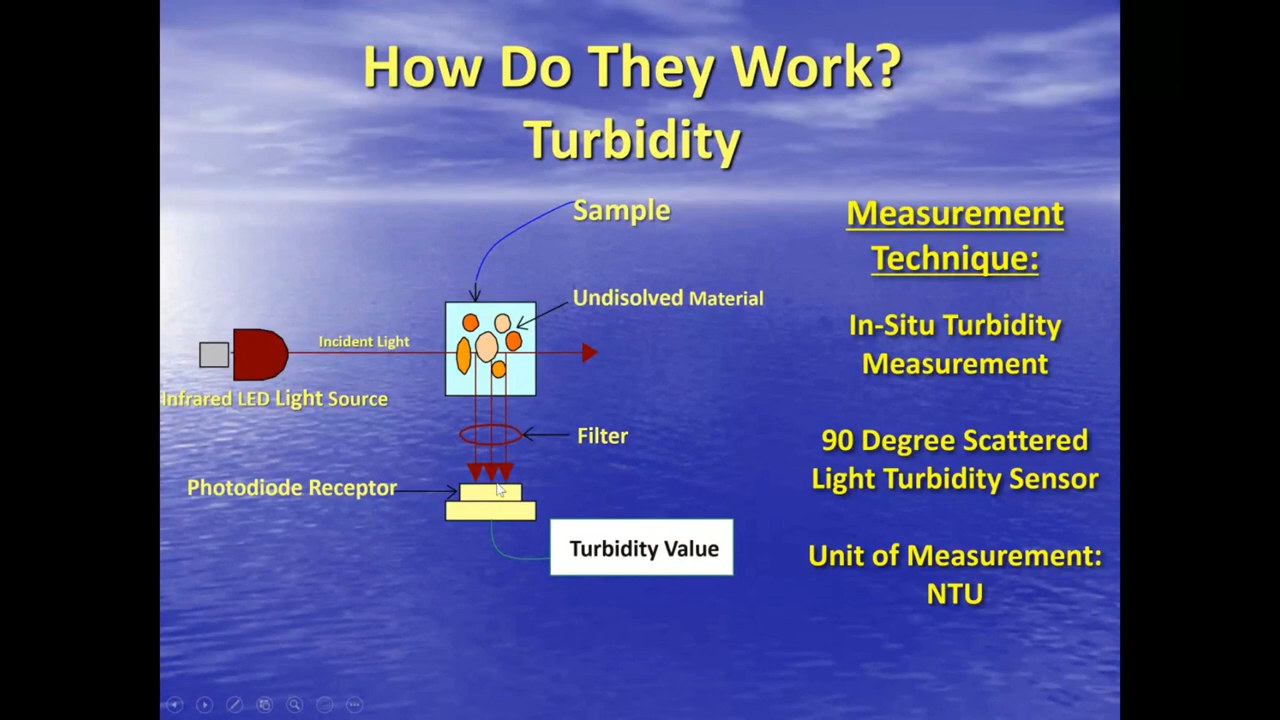 How Do They Work?
Turbidity
Sample
Undisolved Material
Incident Light
Infrared LED Light Source
Filter
Photodiode Receptor
Turbidity Value
Measurement
Technique:
In-Situ Turbidity
Measurement
90 Degree Scattered
Light Turbidity Sensor
Unit of Measurement:
NTU